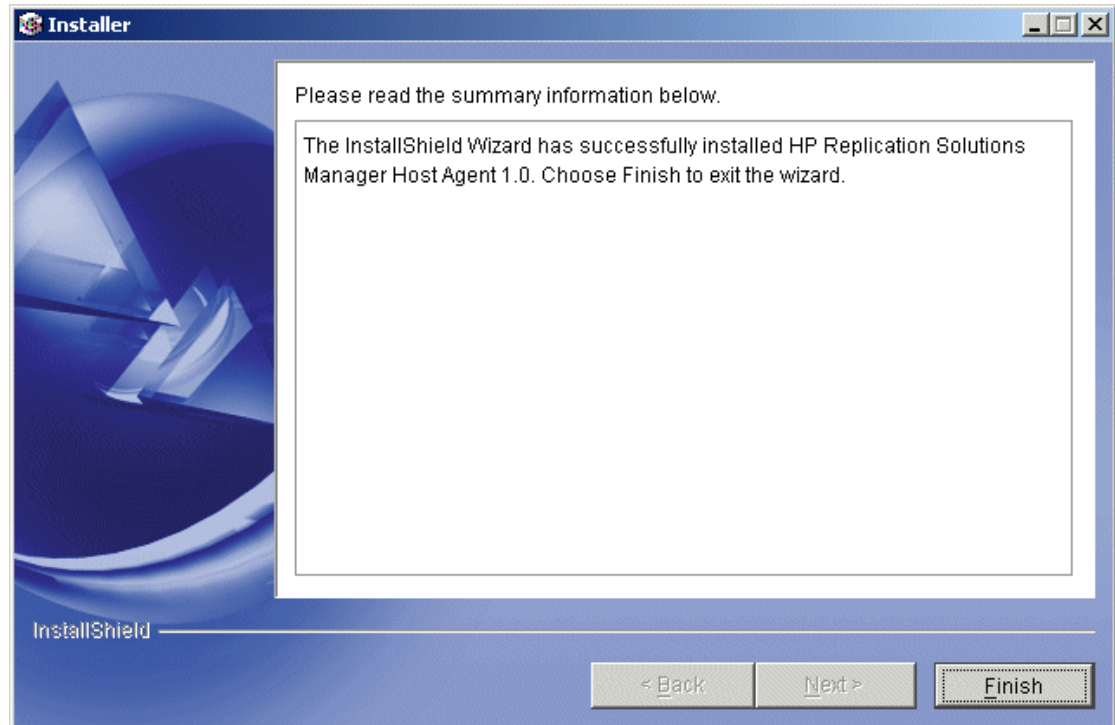 Installer
Please read the summary information below.
The InstallShield Wizard has successfully installed HP Replication Solutions
Manager Host Agent 1.0. Choose Finish to exit the wizard.
InstallShield
< Back
Next >
Finish